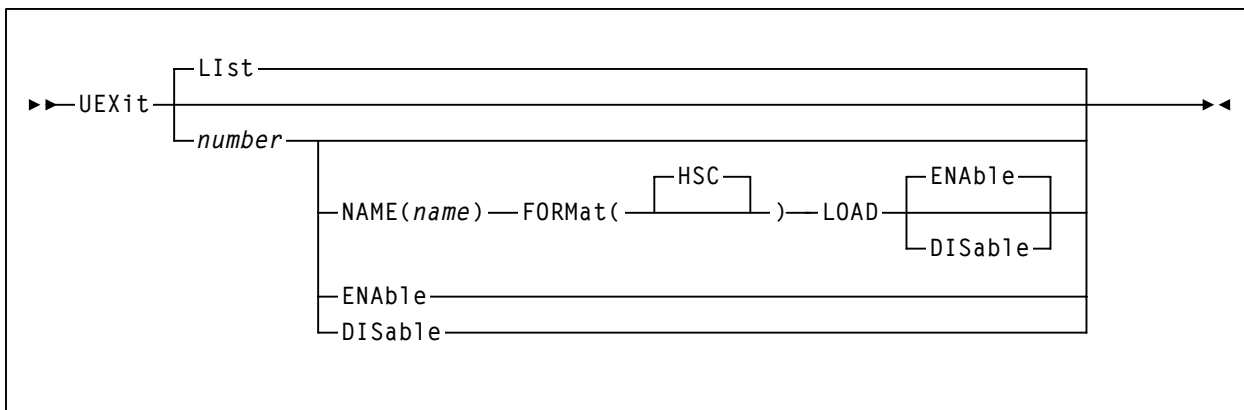 LIst
UEXit
number
HSC
ENAble
NAME(name) FORMat( ) LOAD
DISable
ENAble
DISable